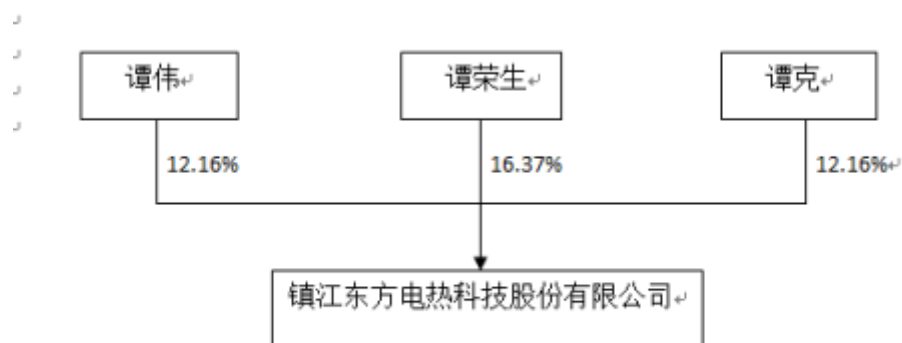 谭伟
谭荣生
谭克
12.16%
16.37%
12.16%
镇江东方电热科技股份有限公司